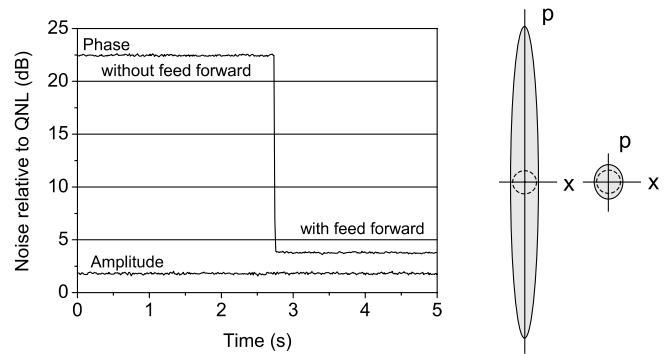 Noise relative to QNL (dB)
25
20
15
10
5
0
Phase
without feed forward
with feed forward
Amplitude
0 1 2 3 4 5
Time (s)
p
x
p
x